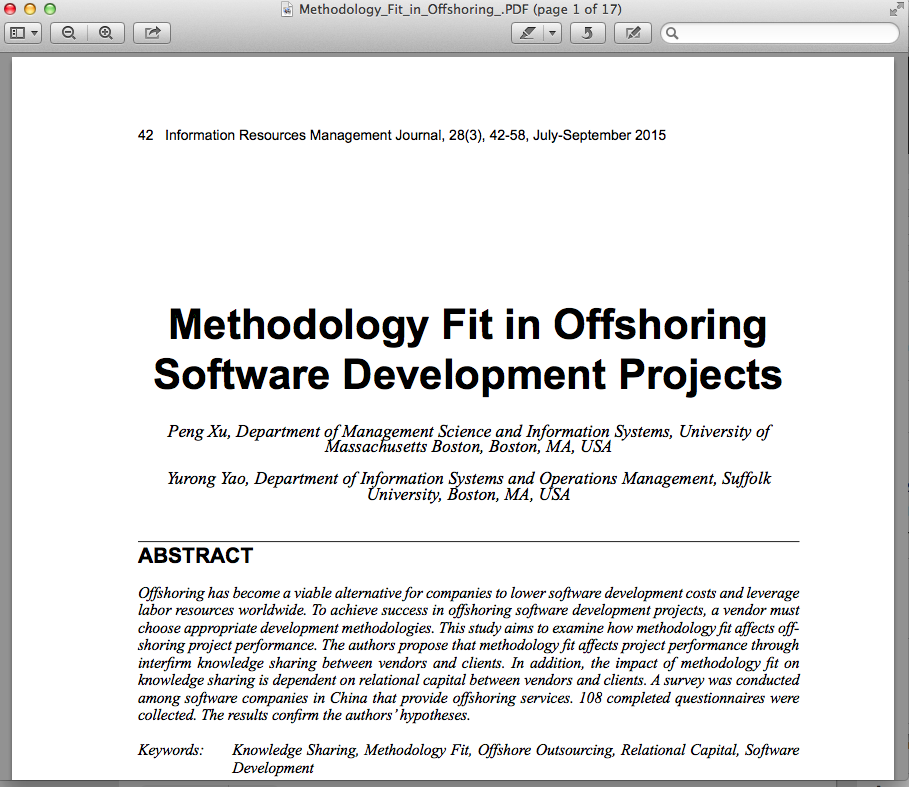 Methodology_Fit_in_Offshoring_.PDF (page 1 of 17)
42 Information Resources Management Journal, 28(3), 42-58, July-September 2015
Methodology Fit in Offshoring
Software Development Projects
Peng Xu, Department of Management Science and Information Systems, University of
Massachusetts Boston, Boston, MA, USA
Yurong Yao, Department of Information Systems and Operations Management, Suffolk
University, Boston, MA, USA
ABSTRACT
Offshoring has become a viable alternative for companies to lower software development costs and leverage
labor resources worldwide. To achieve success in offshoring software development projects, a vendor must
choose appropriate development methodologies. This study aims to examine how methodology fit affects off-
shoring project performance. The authors propose that methodology fit affects project performance through
interfirm knowledge sharing between vendors and clients. In addition, the impact of methodology fit on
knowledge sharing is dependent on relational capital between vendors and clients. A survey was conducted
among software companies in China that provide offshoring services. 108 completed questionnaires were
collected. The results confirm the authors' hypotheses.
Keywords: Knowledge Sharing, Methodology Fit, Offshore Outsourcing, Relational Capital, Software
Development